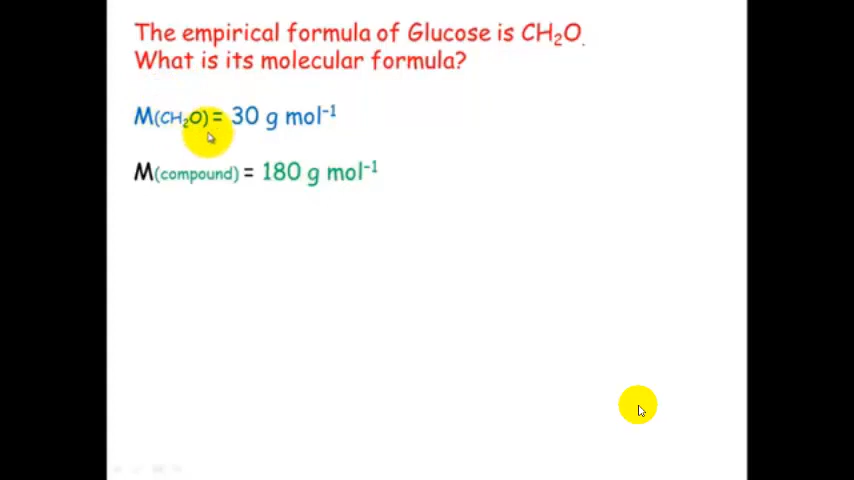 The empirical formula of Glucose is CH₂O.
What is its molecular formula?
M(CH₂O) = 30 g mol⁻¹
M(compound) = 180 g mol⁻¹